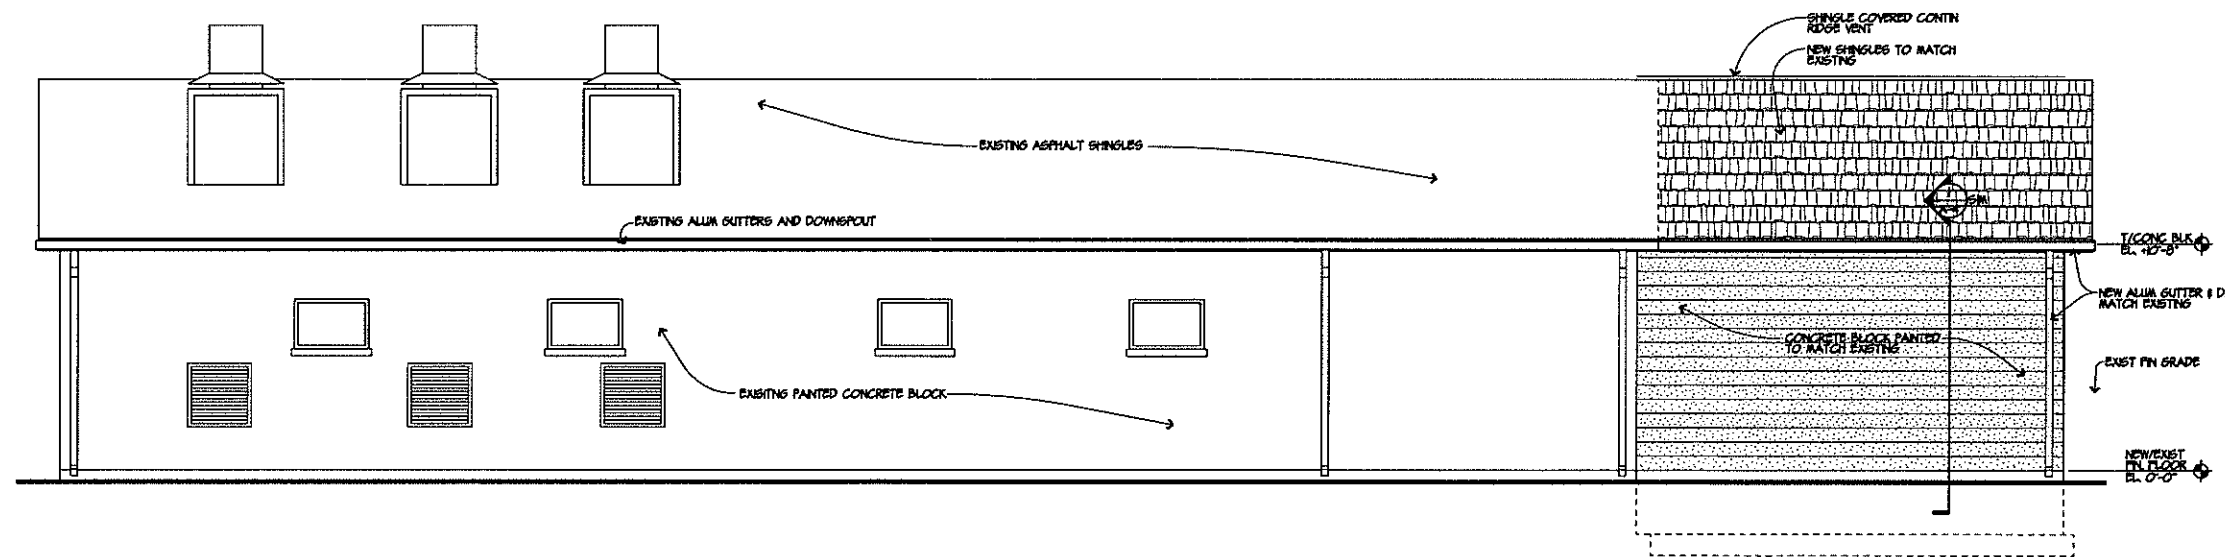 SHINGLE COVERED CONTIN
RIDGE VENT
NEW SHINGLES TO MATCH
EXISTING
EXISTING ASPHALT SHINGLES
EXISTING ALUM GUTTERS AND DOWNSPOUT
T/CONC BLK
EL. +10'-8"
NEW ALUM GUTTER & D
MATCH EXISTING
CONCRETE BLOCK PAINTED
TO MATCH EXISTING
EXIST FIN GRADE
EXISITNG PAINTED CONCRETE BLOCK
NEW/EXIST
FIN. FLOOR
EL. 0'-0"